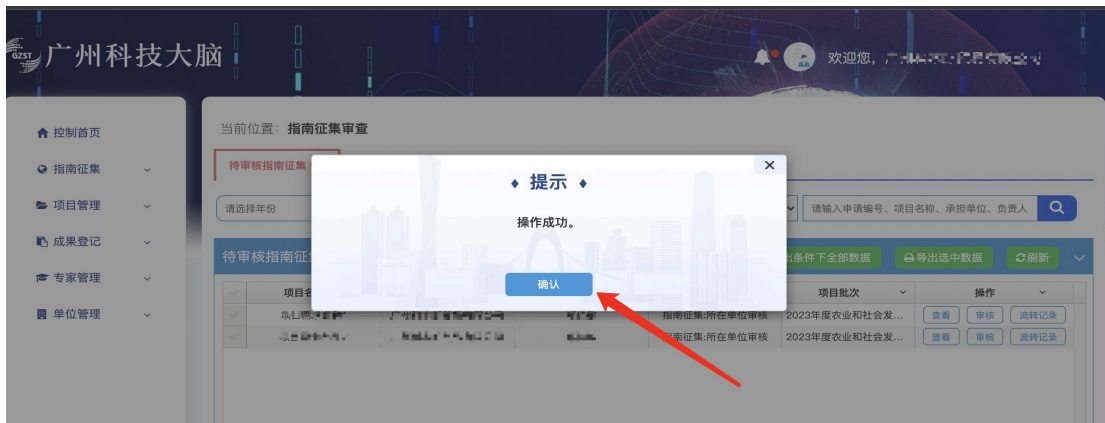 GZST
广州科技大脑
欢迎您，
控制首页
指南征集
项目管理
成果登记
专家管理
单位管理
当前位置：指南征集审查
待审核指南征集
提示
操作成功。
确认
请选择年份
请输入申请编号、项目名称、承担单位、负责人
待审核指南征
出条件下全部数据
导出选中数据
刷新
项目名
项目批次
操作
指南征集:所在单位审核
2023年度农业和社会发...
查看
审核
流转记录
南征集:所在单位审核
2023年度农业和社会发...
查看
审核
流转记录